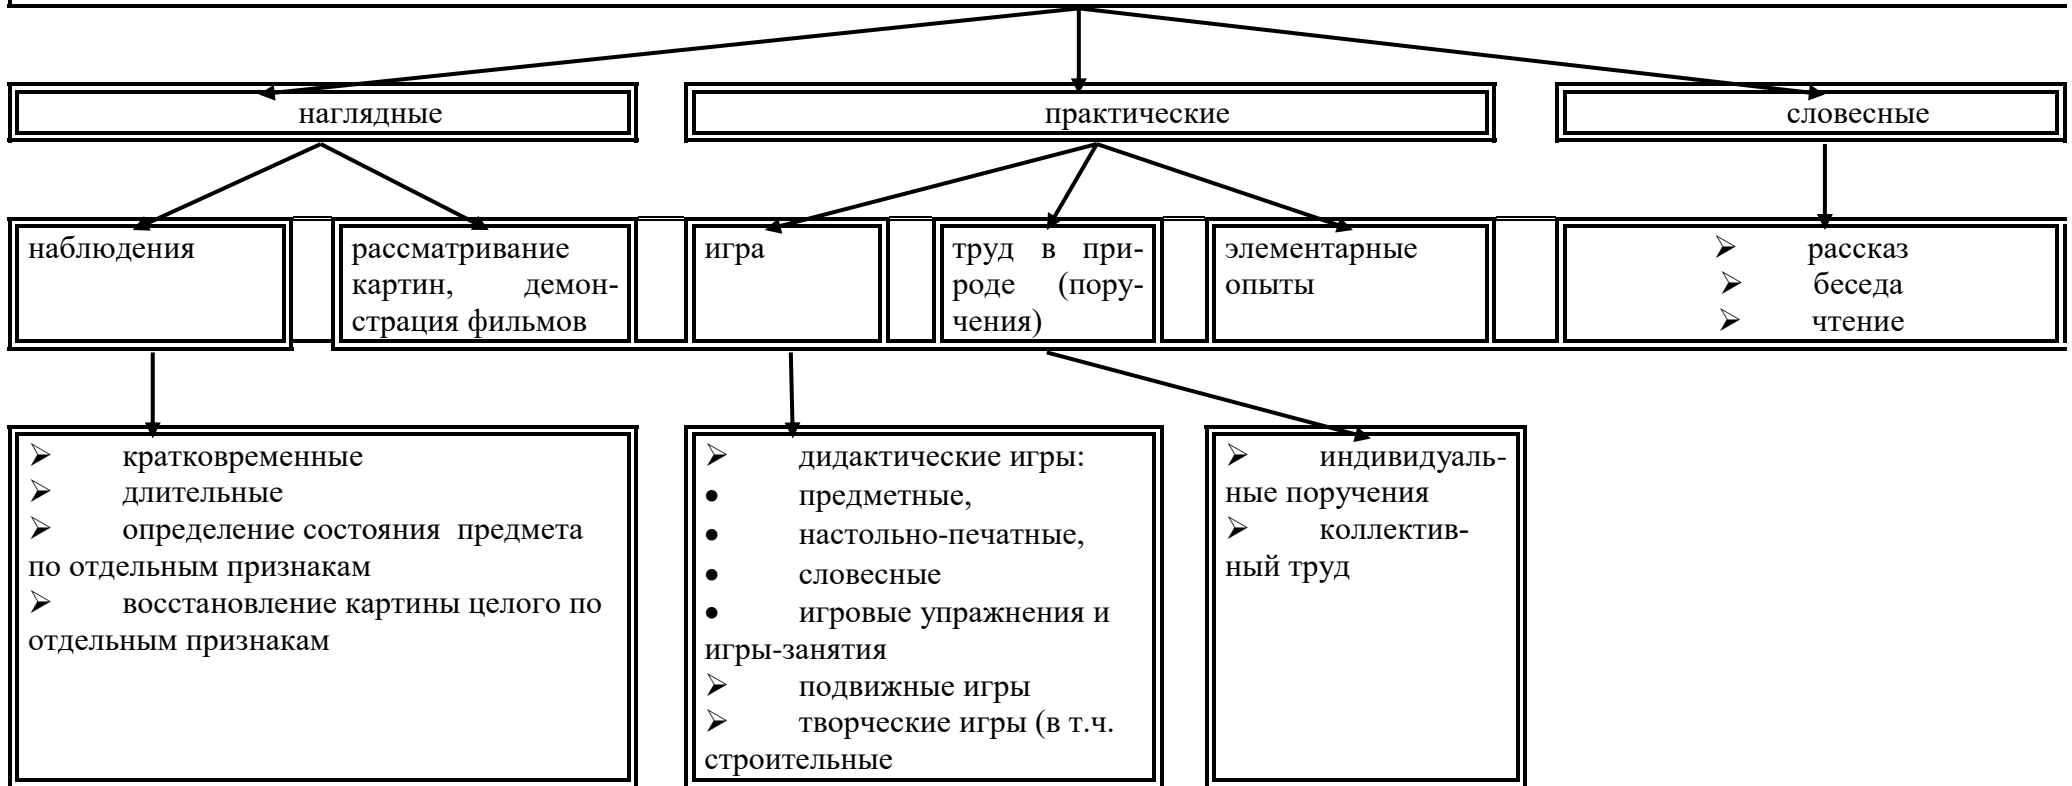 наглядные
практические
словесные
наблюдения
рассматривание
картин, демон-
страция фильмов
игра
труд в при-
роде (пору-
чения)
элементарные
опыты
➢ рассказ
➢ беседа
➢ чтение
➢ кратковременные
➢ длительные
➢ определение состояния предмета
по отдельным признакам
➢ восстановление картины целого по
отдельным признакам
➢ дидактические игры:
• предметные,
• настольно-печатные,
• словесные
• игровые упражнения и
игры-занятия
➢ подвижные игры
➢ творческие игры (в т.ч.
строительные
➢ индивидуаль-
ные поручения
➢ коллектив-
ный труд